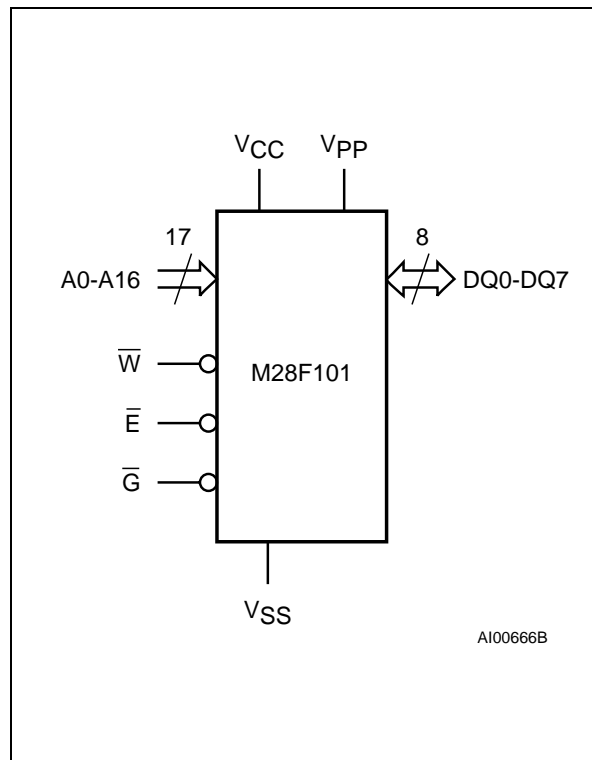 VCC VPP
17 8
A0-A16 DQ0-DQ7
W̅
M28F101
E̅
G̅
VSS
AI00666B